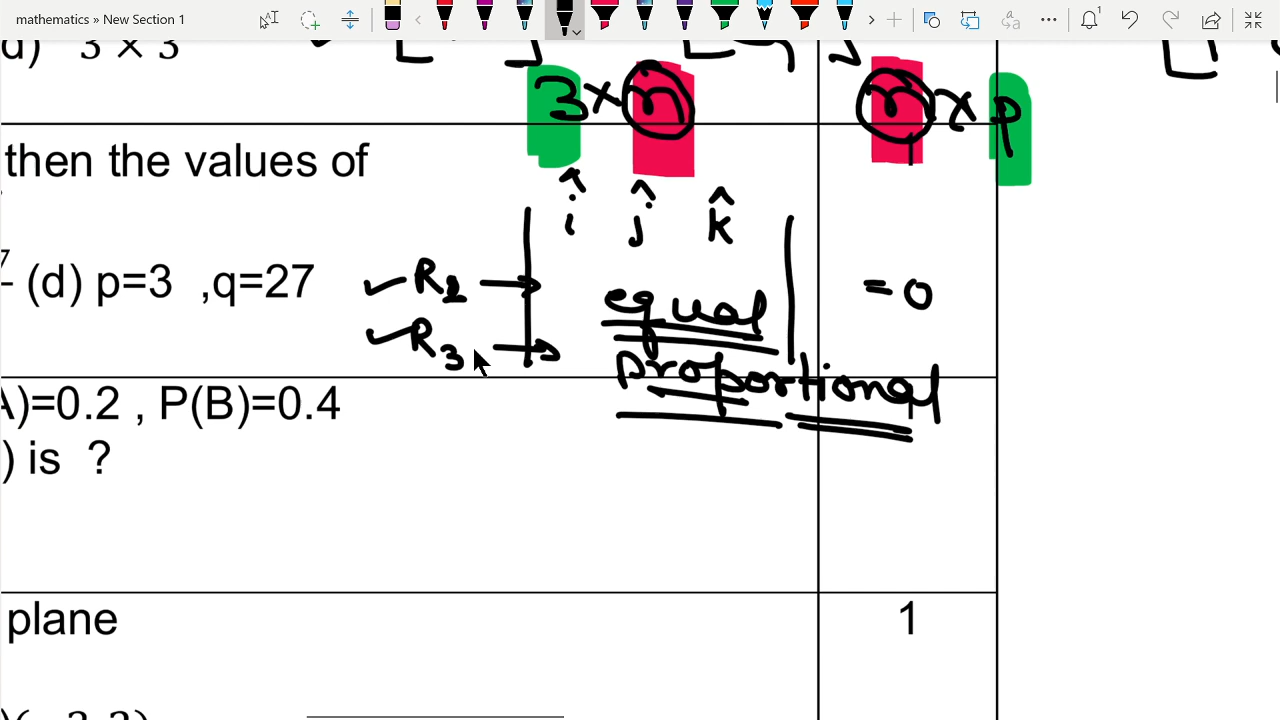 mathematics » New Section 1
d) 3 × 3
3 × n n × p
then the values of
î ĵ k̂
(d) p=3 ,q=27
R2 →
equal
= 0
R3 →
proportional
A)=0.2 , P(B)=0.4
) is ?
plane
1